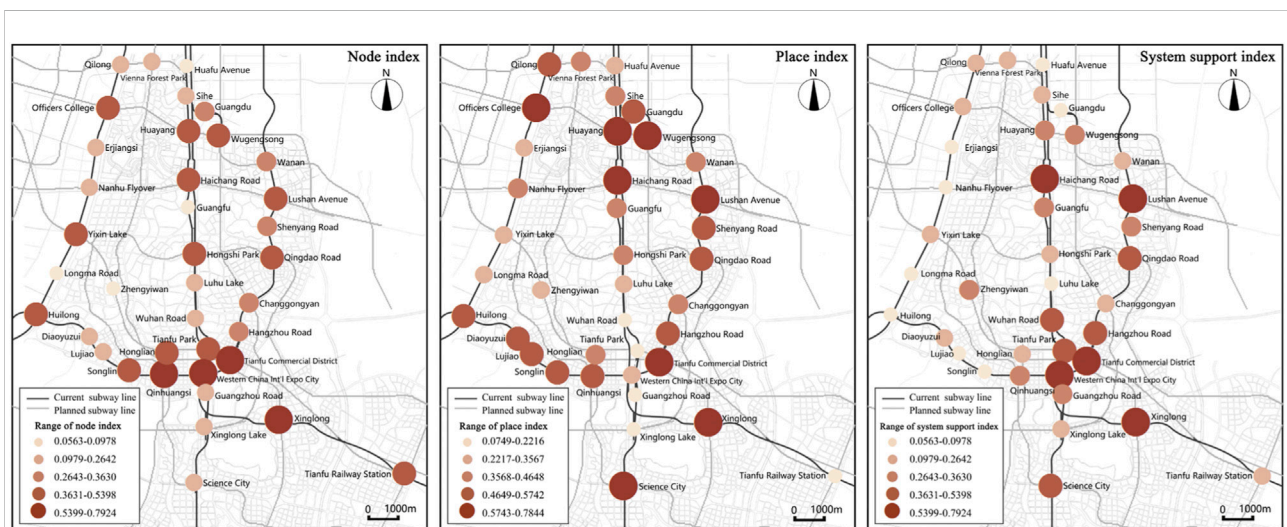 Node index
N
Qilong
Vienna Forest Park
Huafu Avenue
Sihe
Officers College
Guangdu
Huayang
Wugengsong
Erjiangsi
Wanan
Nanhu Flyover
Haichang Road
Lushan Avenue
Guangfu
Shenyang Road
Yixin Lake
Hongshi Park
Qingdao Road
Longma Road
Luhu Lake
Zhengyiwan
Changgongyan
Huilong
Wuhan Road
Hangzhou Road
Diaoyuzui
Tianfu Park
Lujiao
Honglian
Tianfu Commercial District
Songlin
Western China Int'l Expo City
Qinhuangsi
Guangzhou Road
Xinglong
Xinglong Lake
Tianfu Railway Station
Science City
Current subway line
Planned subway line
Range of node index
0.0563-0.0978
0.0979-0.2642
0.2643-0.3630
0.3631-0.5398
0.5399-0.7924
0 1000m
Place index
N
Qilong
Vienna Forest Park
Huafu Avenue
Sihe
Officers College
Guangdu
Huayang
Wugengsong
Erjiangsi
Wanan
Nanhu Flyover
Haichang Road
Lushan Avenue
Guangfu
Shenyang Road
Yixin Lake
Hongshi Park
Qingdao Road
Longma Road
Luhu Lake
Zhengyiwan
Changgongyan
Huilong
Wuhan Road
Hangzhou Road
Diaoyuzui
Tianfu Park
Lujiao
Honglian
Tianfu Commercial District
Songlin
Western China Int'l Expo City
Qinhuangsi
Guangzhou Road
Xinglong
Xinglong Lake
Tianfu Railway Station
Science City
Current subway line
Planned subway line
Range of place index
0.0749-0.2216
0.2217-0.3567
0.3568-0.4648
0.4649-0.5742
0.5743-0.7844
0 1000m
System support index
N
Qilong
Vienna Forest Park
Huafu Avenue
Sihe
Officers College
Guangdu
Huayang
Wugengsong
Erjiangsi
Wanan
Nanhu Flyover
Haichang Road
Lushan Avenue
Guangfu
Shenyang Road
Yixin Lake
Hongshi Park
Qingdao Road
Longma Road
Luhu Lake
Zhengyiwan
Changgongyan
Huilong
Wuhan Road
Hangzhou Road
Diaoyuzui
Tianfu Park
Lujiao
Honglian
Tianfu Commercial District
Songlin
Western China Int'l Expo City
Qinhuangsi
Guangzhou Road
Xinglong
Xinglong Lake
Tianfu Railway Station
Science City
Current subway line
Planned subway line
Range of system support index
0.0563-0.0978
0.0979-0.2642
0.2643-0.3630
0.3631-0.5398
0.5399-0.7924
0 1000m